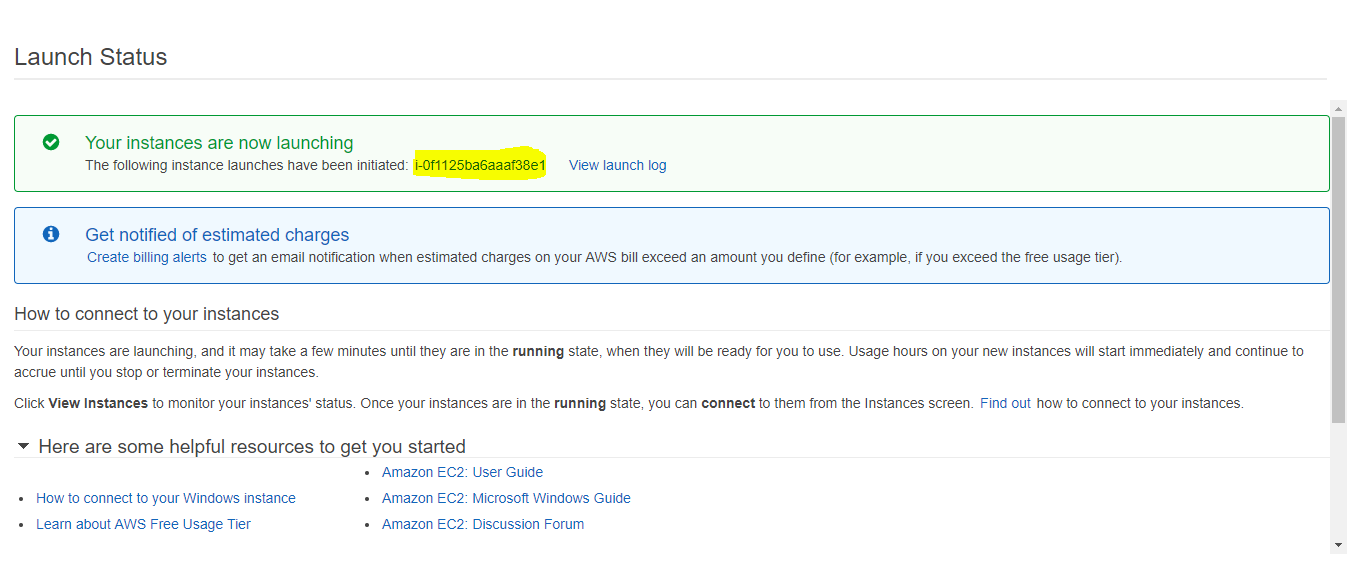 Launch Status
Your instances are now launching
The following instance launches have been initiated: i-0f1125ba6aaaf38e1 View launch log
Get notified of estimated charges
Create billing alerts to get an email notification when estimated charges on your AWS bill exceed an amount you define (for example, if you exceed the free usage tier).
How to connect to your instances
Your instances are launching, and it may take a few minutes until they are in the running state, when they will be ready for you to use. Usage hours on your new instances will start immediately and continue to
accrue until you stop or terminate your instances.
Click View Instances to monitor your instances' status. Once your instances are in the running state, you can connect to them from the Instances screen. Find out how to connect to your instances.
Here are some helpful resources to get you started
• Amazon EC2: User Guide
• How to connect to your Windows instance • Amazon EC2: Microsoft Windows Guide
• Learn about AWS Free Usage Tier • Amazon EC2: Discussion Forum